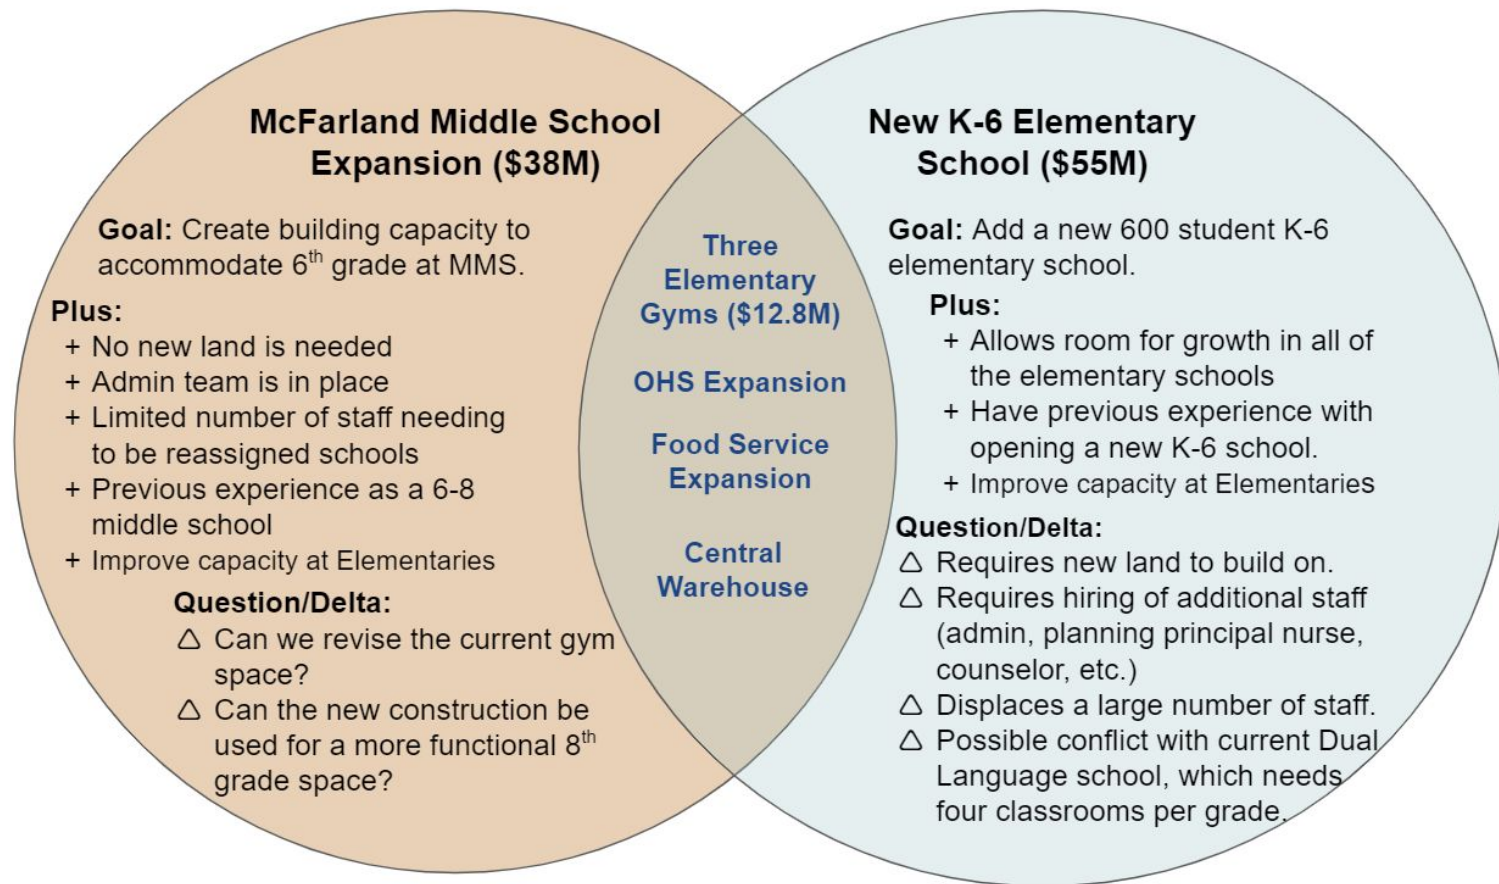 McFarland Middle School
Expansion ($38M)
Goal: Create building capacity to
accommodate 6th grade at MMS.
Plus:
+ No new land is needed
+ Admin team is in place
+ Limited number of staff needing
to be reassigned schools
+ Previous experience as a 6-8
middle school
+ Improve capacity at Elementaries
Question/Delta:
△ Can we revise the current gym
space?
△ Can the new construction be
used for a more functional 8th
grade space?
Three
Elementary
Gyms ($12.8M)
OHS Expansion
Food Service
Expansion
Central
Warehouse
New K-6 Elementary
School ($55M)
Goal: Add a new 600 student K-6
elementary school.
Plus:
+ Allows room for growth in all of
the elementary schools
+ Have previous experience with
opening a new K-6 school.
+ Improve capacity at Elementaries
Question/Delta:
△ Requires new land to build on.
△ Requires hiring of additional staff
(admin, planning principal nurse,
counselor, etc.)
△ Displaces a large number of staff.
△ Possible conflict with current Dual
Language school, which needs
four classrooms per grade.